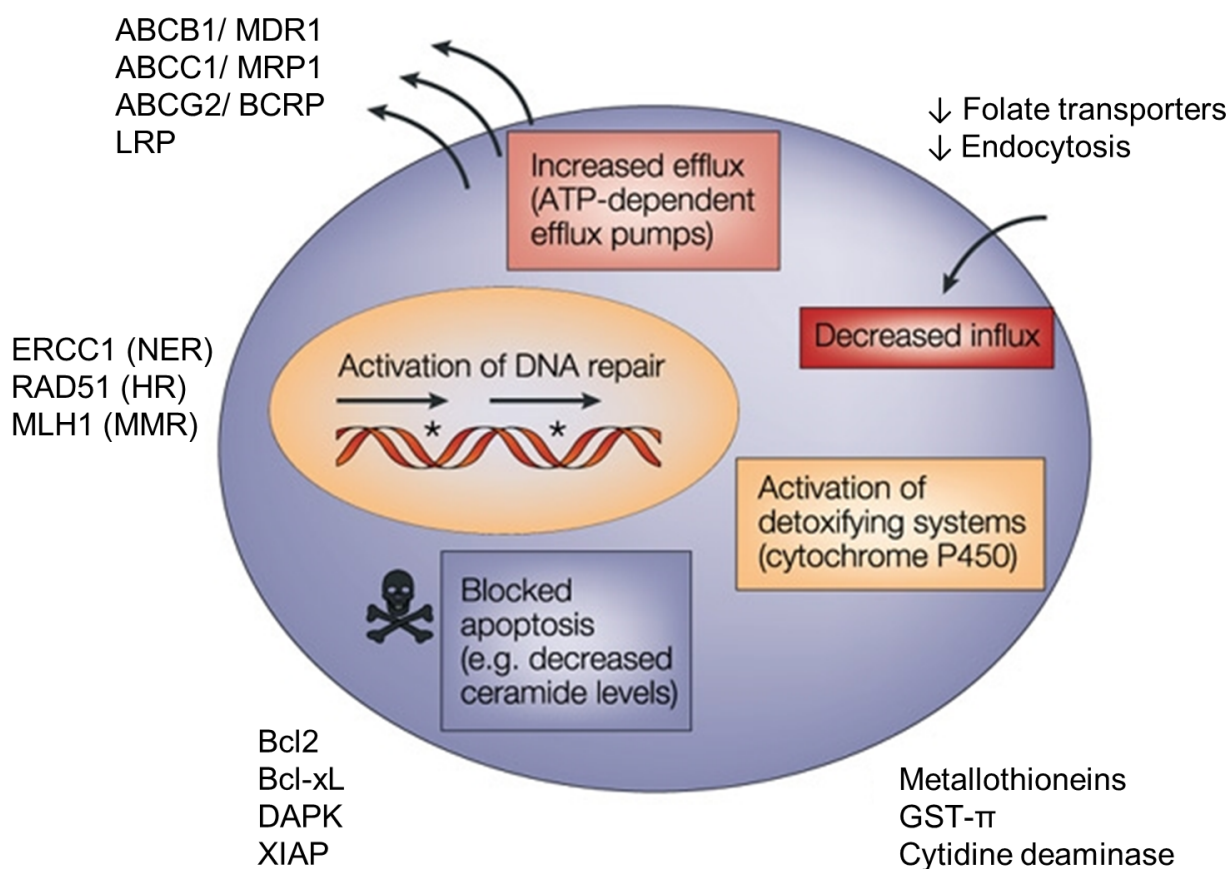 ABCB1/ MDR1
ABCC1/ MRP1
ABCG2/ BCRP
LRP
↓ Folate transporters
↓ Endocytosis
Increased efflux
(ATP-dependent
efflux pumps)
Decreased influx
ERCC1 (NER)
RAD51 (HR)
MLH1 (MMR)
Activation of DNA repair
* *
Activation of
detoxifying systems
(cytochrome P450)
Blocked
apoptosis
(e.g. decreased
ceramide levels)
Bcl2
Bcl-xL
DAPK
XIAP
Metallothioneins
GST-π
Cytidine deaminase